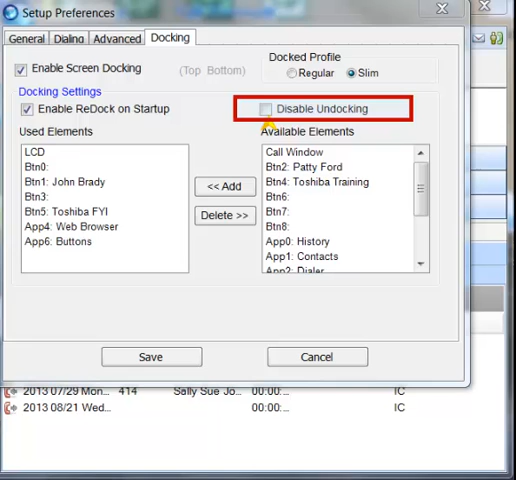 Setup Preferences
General Dialing Advanced Docking
Enable Screen Docking (Top Bottom) Docked Profile
Regular Slim
Docking Settings
Enable ReDock on Startup Disable Undocking
Used Elements Available Elements
LCD
Btn0:
Btn1: John Brady
Btn3:
Btn5: Toshiba FYI
App4: Web Browser
App6: Buttons
<< Add
Delete >>
Call Window
Btn2: Patty Ford
Btn4: Toshiba Training
Btn6:
Btn7:
Btn8:
App0: History
App1: Contacts
App2: Dialer
Save Cancel
2013 07/29 Mon... 414 Sally Sue Jo... 00:00:... IC
2013 08/21 Wed... 00:00:... IC